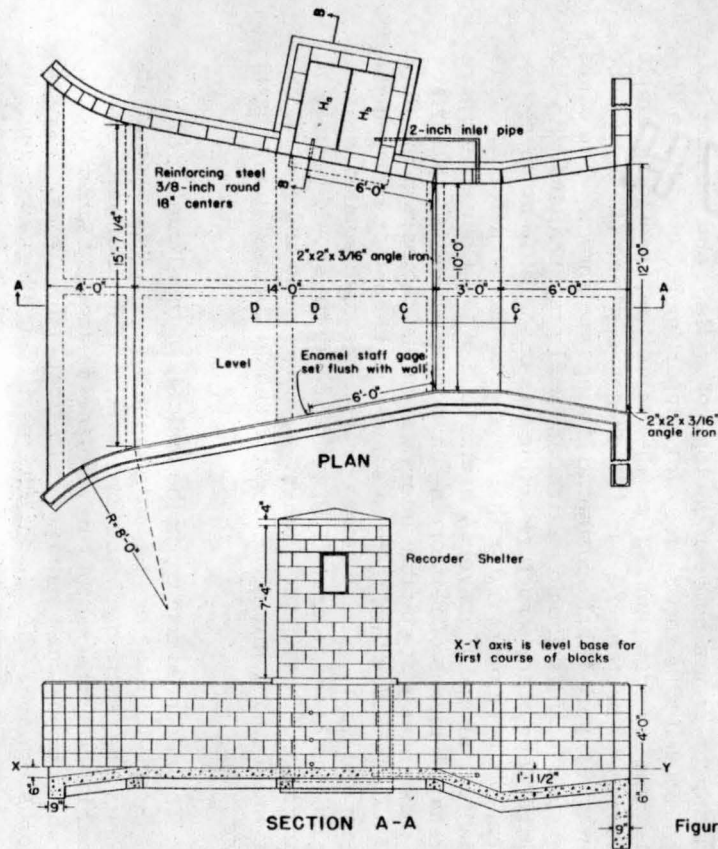 B
Ha
Hb
2-inch inlet pipe
Reinforcing steel
3/8-inch round
18" centers
B
6'-0"
15'-7 1/4"
2"x2"x3/16" angle iron
10'-0"
12'-0"
A
4'-0"
14'-0"
3'-0"
6'-0"
A
D
D
C
C
Level
Enamel staff gage
set flush with wall
6'-0"
2"x2"x3/16"
angle iron
PLAN
R=8'-0"
-4"
7'-4"
Recorder Shelter
X-Y axis is level base for
first course of blocks
4'-0"
X
Y
6"
1'-11/2"
6"
9"
9"
SECTION A-A
Figur